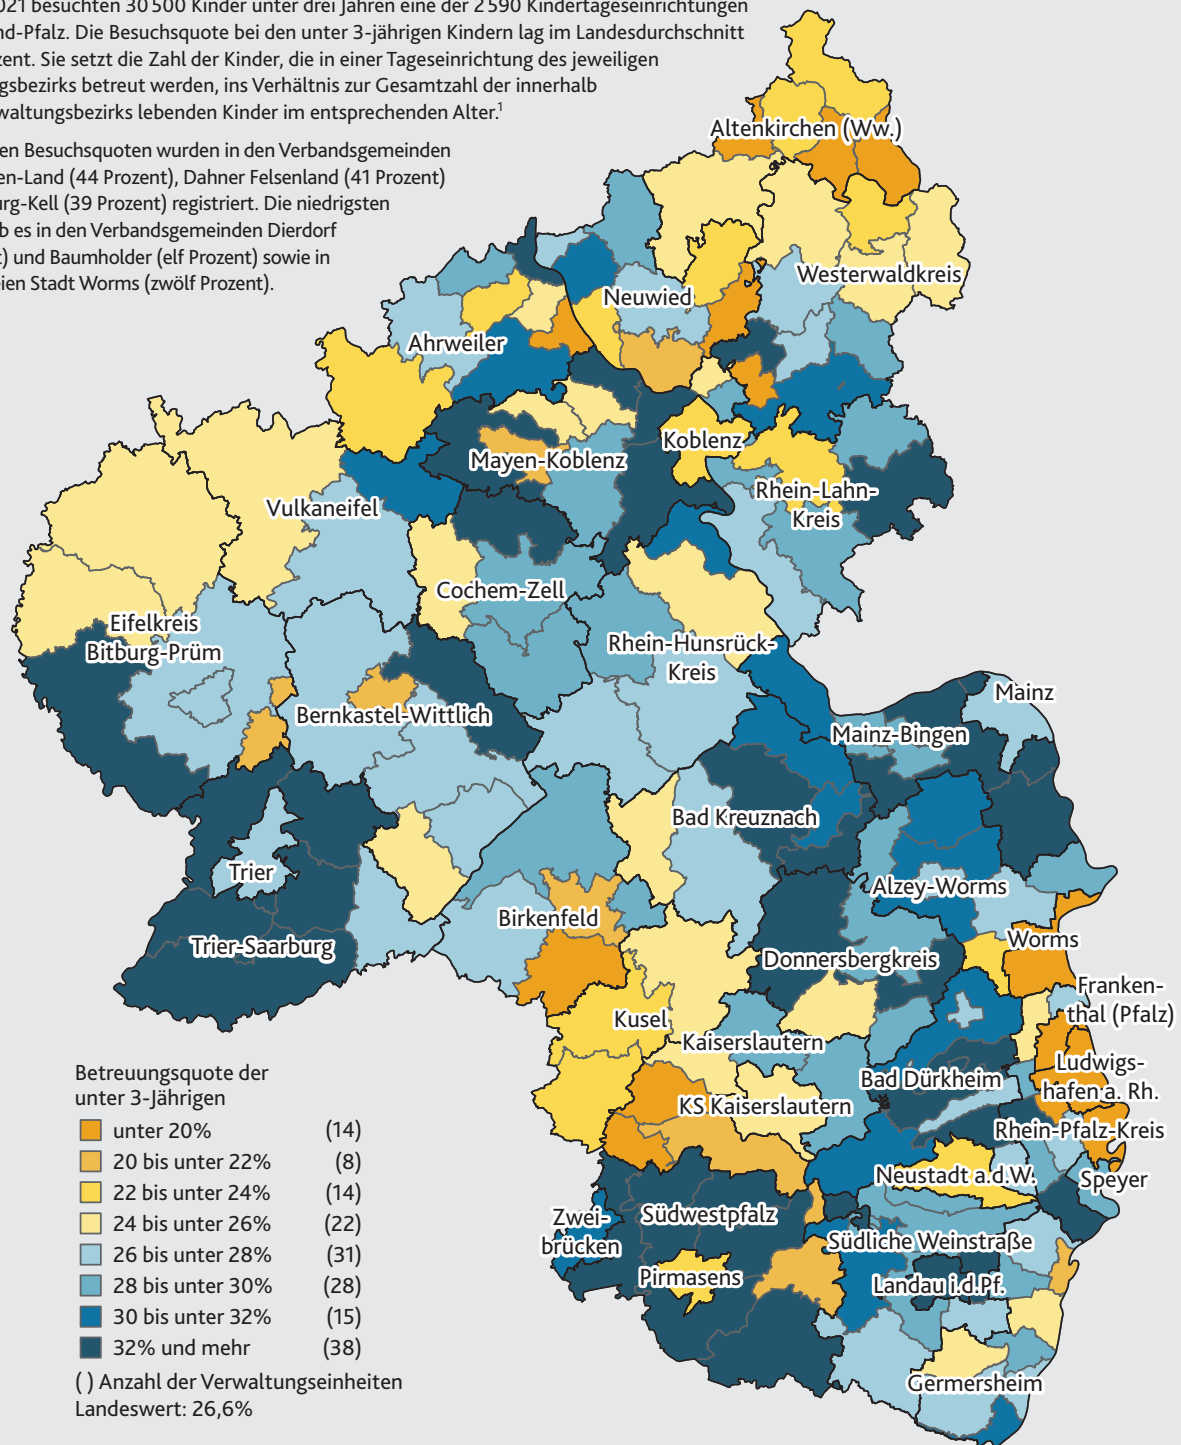 021 besuchten 30 500 Kinder unter drei Jahren eine der 2 590 Kindertageseinrichtungen
nd-Pfalz. Die Besuchsquote bei den unter 3-jährigen Kindern lag im Landesdurchschnitt
zent. Sie setzt die Zahl der Kinder, die in einer Tageseinrichtung des jeweiligen
gsbezirks betreut werden, ins Verhältnis zur Gesamtzahl der innerhalb
waltungsbezirks lebenden Kinder im entsprechenden Alter.¹
en Besuchsquoten wurden in den Verbandsgemeinden
en-Land (44 Prozent), Dahner Felsenland (41 Prozent)
urg-Kell (39 Prozent) registriert. Die niedrigsten
b es in den Verbandsgemeinden Dierdorf
t) und Baumholder (elf Prozent) sowie in
eien Stadt Worms (zwölf Prozent).
Altenkirchen (Ww.)
Westerwaldkreis
Neuwied
Ahrweiler
Koblenz
Mayen-Koblenz
Rhein-Lahn-
Kreis
Vulkaneifel
Cochem-Zell
Eifelkreis
Bitburg-Prüm
Rhein-Hunsrück-
Kreis
Mainz
Bernkastel-Wittlich
Mainz-Bingen
Bad Kreuznach
Trier
Alzey-Worms
Birkenfeld
Trier-Saarburg
Worms
Donnersbergkreis
Franken-
thal (Pfalz)
Kusel
Kaiserslautern
Ludwigs-
hafen a. Rh.
Bad Dürkheim
KS Kaiserslautern
Rhein-Pfalz-Kreis
Neustadt a.d.W.
Speyer
Südwestpfalz
Zwei-
brücken
Südliche Weinstraße
Pirmasens
Landau i.d.Pf.
Germersheim
Betreuungsquote der
unter 3-Jährigen
unter 20% (14)
20 bis unter 22% (8)
22 bis unter 24% (14)
24 bis unter 26% (22)
26 bis unter 28% (31)
28 bis unter 30% (28)
30 bis unter 32% (15)
32% und mehr (38)
( ) Anzahl der Verwaltungseinheiten
Landeswert: 26,6%